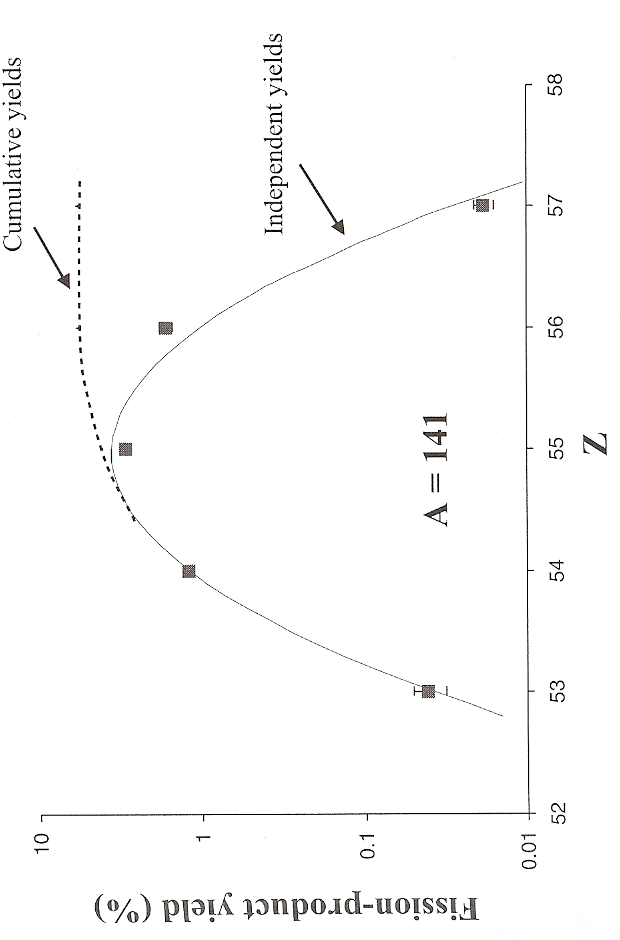 Cumulative yields
Independent yields
A = 141
10
1
0.1
0.01
52
53
54
55
56
57
58
Z
Fission-product yield (%)